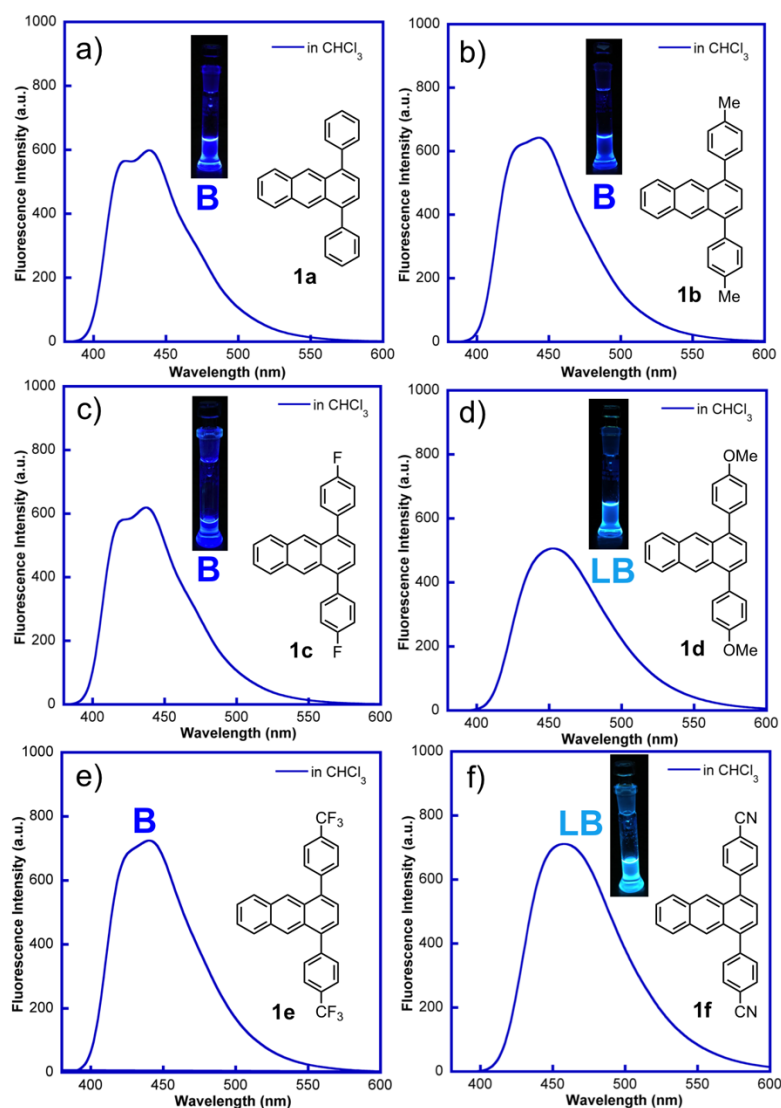 a)
in CHCl3
1000
800
600
400
200
0
Fluorescence Intensity (a.u.)
B
1a
400 450 500 550 600
Wavelength (nm)
b)
in CHCl3
1000
800
600
400
200
0
Fluorescence Intensity (a.u.)
Me
B
1b
Me
400 450 500 550 600
Wavelength (nm)
c)
in CHCl3
1000
800
600
400
200
0
Fluorescence Intensity (a.u.)
F
B
1c
F
400 450 500 550 600
Wavelength (nm)
d)
in CHCl3
1000
800
600
400
200
0
Fluorescence Intensity (a.u.)
OMe
LB
1d
OMe
400 450 500 550 600
Wavelength (nm)
e)
in CHCl3
1000
800
600
400
200
0
Fluorescence Intensity (a.u.)
B
CF3
1e
CF3
400 450 500 550 600
Wavelength (nm)
f)
in CHCl3
1000
800
600
400
200
0
Fluorescence Intensity (a.u.)
LB
CN
1f
CN
400 450 500 550 600
Wavelength (nm)